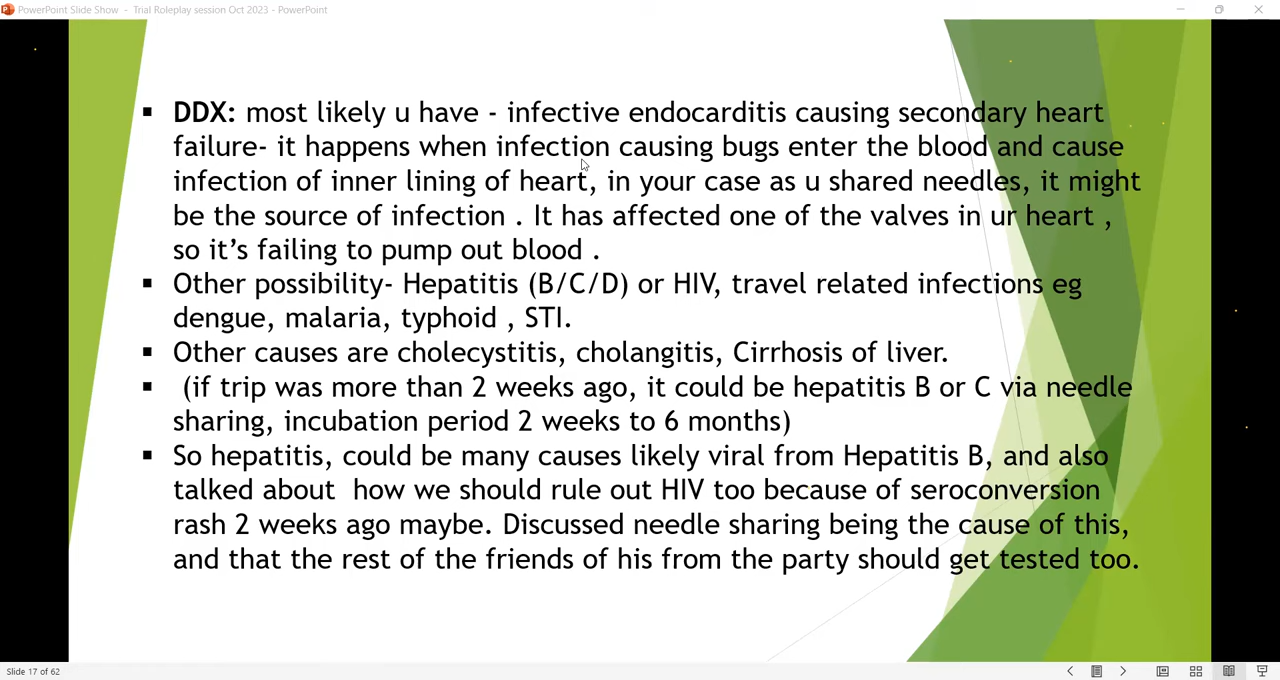 PowerPoint Slide Show - Trial Roleplay session Oct 2023 - PowerPoint
▪ DDX: most likely u have - infective endocarditis causing secondary heart
failure- it happens when infection causing bugs enter the blood and cause
infection of inner lining of heart, in your case as u shared needles, it might
be the source of infection . It has affected one of the valves in ur heart ,
so it’s failing to pump out blood .
▪ Other possibility- Hepatitis (B/C/D) or HIV, travel related infections eg
dengue, malaria, typhoid , STI.
▪ Other causes are cholecystitis, cholangitis, Cirrhosis of liver.
▪ (if trip was more than 2 weeks ago, it could be hepatitis B or C via needle
sharing, incubation period 2 weeks to 6 months)
▪ So hepatitis, could be many causes likely viral from Hepatitis B, and also
talked about how we should rule out HIV too because of seroconversion
rash 2 weeks ago maybe. Discussed needle sharing being the cause of this,
and that the rest of the friends of his from the party should get tested too.
Slide 17 of 62